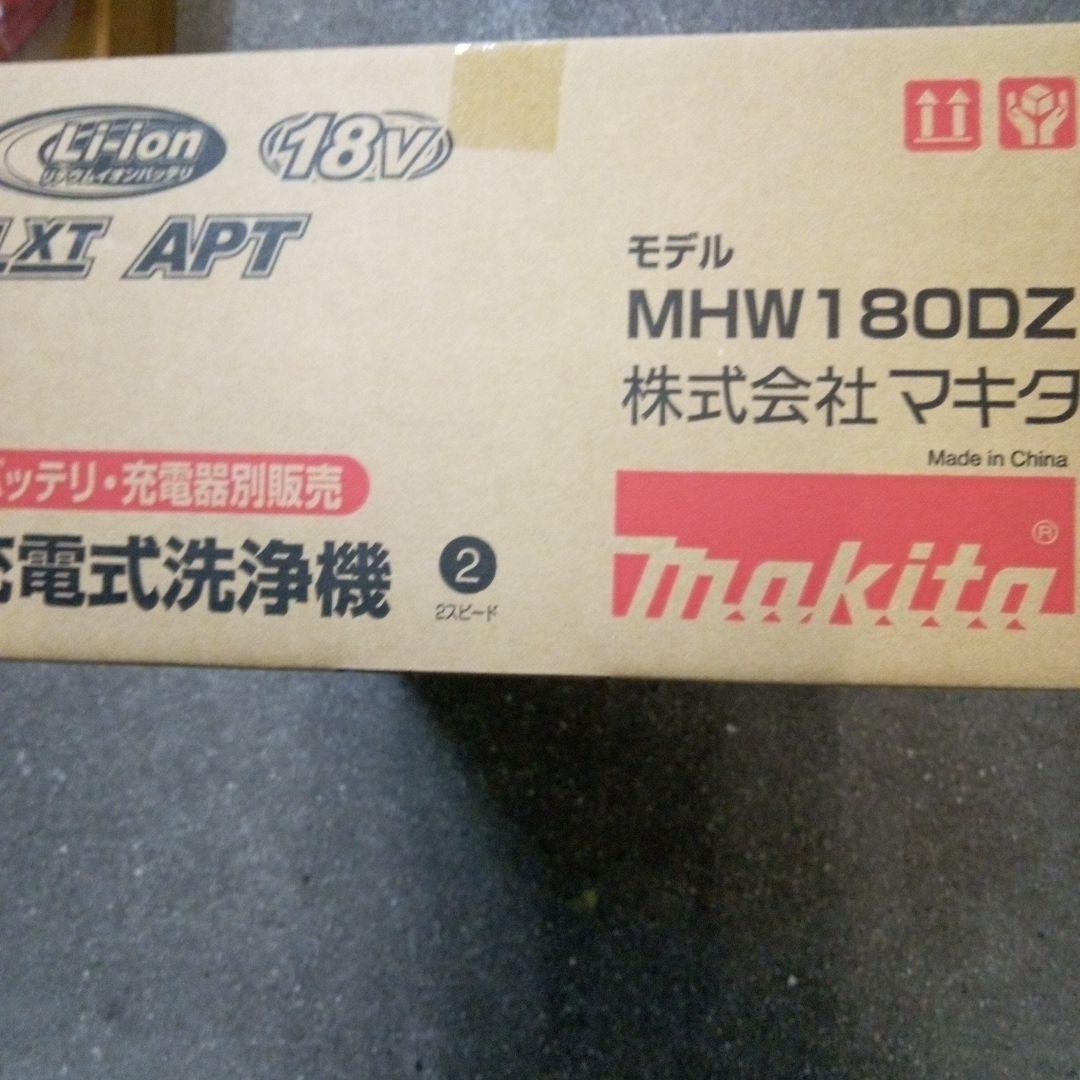 Li-ion
リチウムイオンバッテリ
18V
LXT APT
モデル
MHW180DZ
株式会社マキタ
Made in China
バッテリ・充電器別販売
充電式洗浄機
2
2スピード
makita®